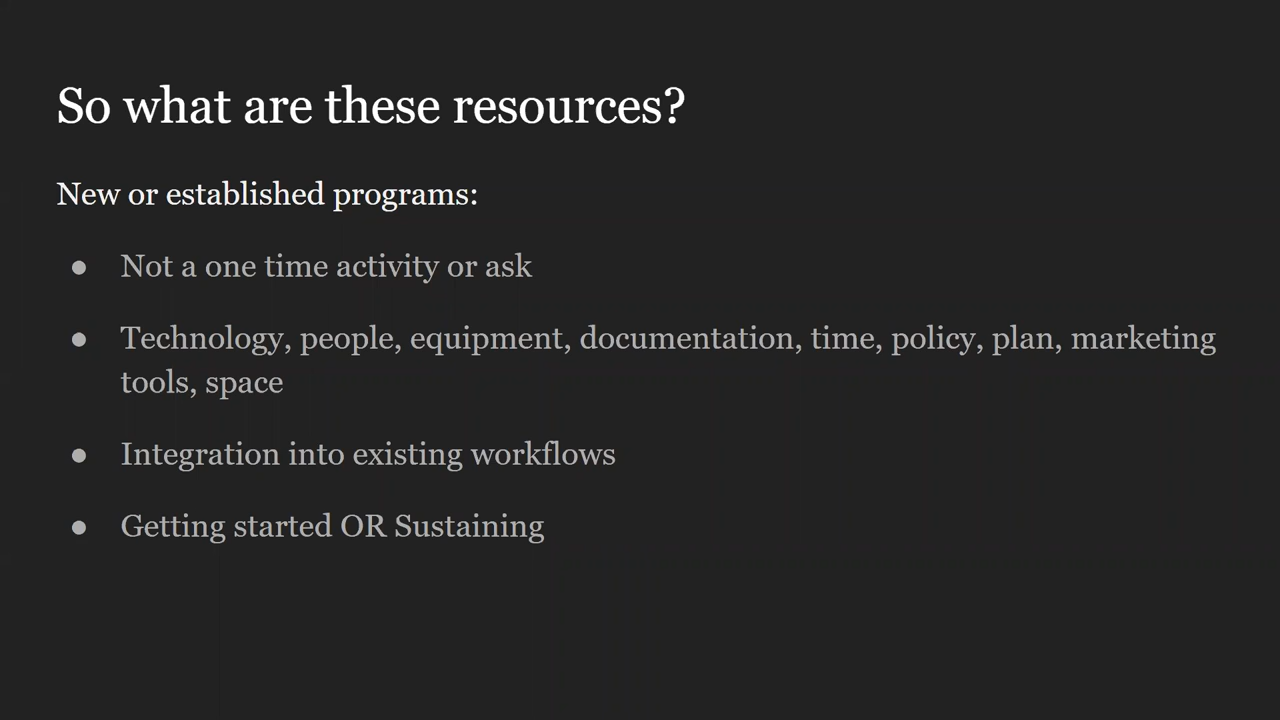 So what are these resources?
New or established programs:
● Not a one time activity or ask
● Technology, people, equipment, documentation, time, policy, plan, marketing
tools, space
● Integration into existing workflows
● Getting started OR Sustaining